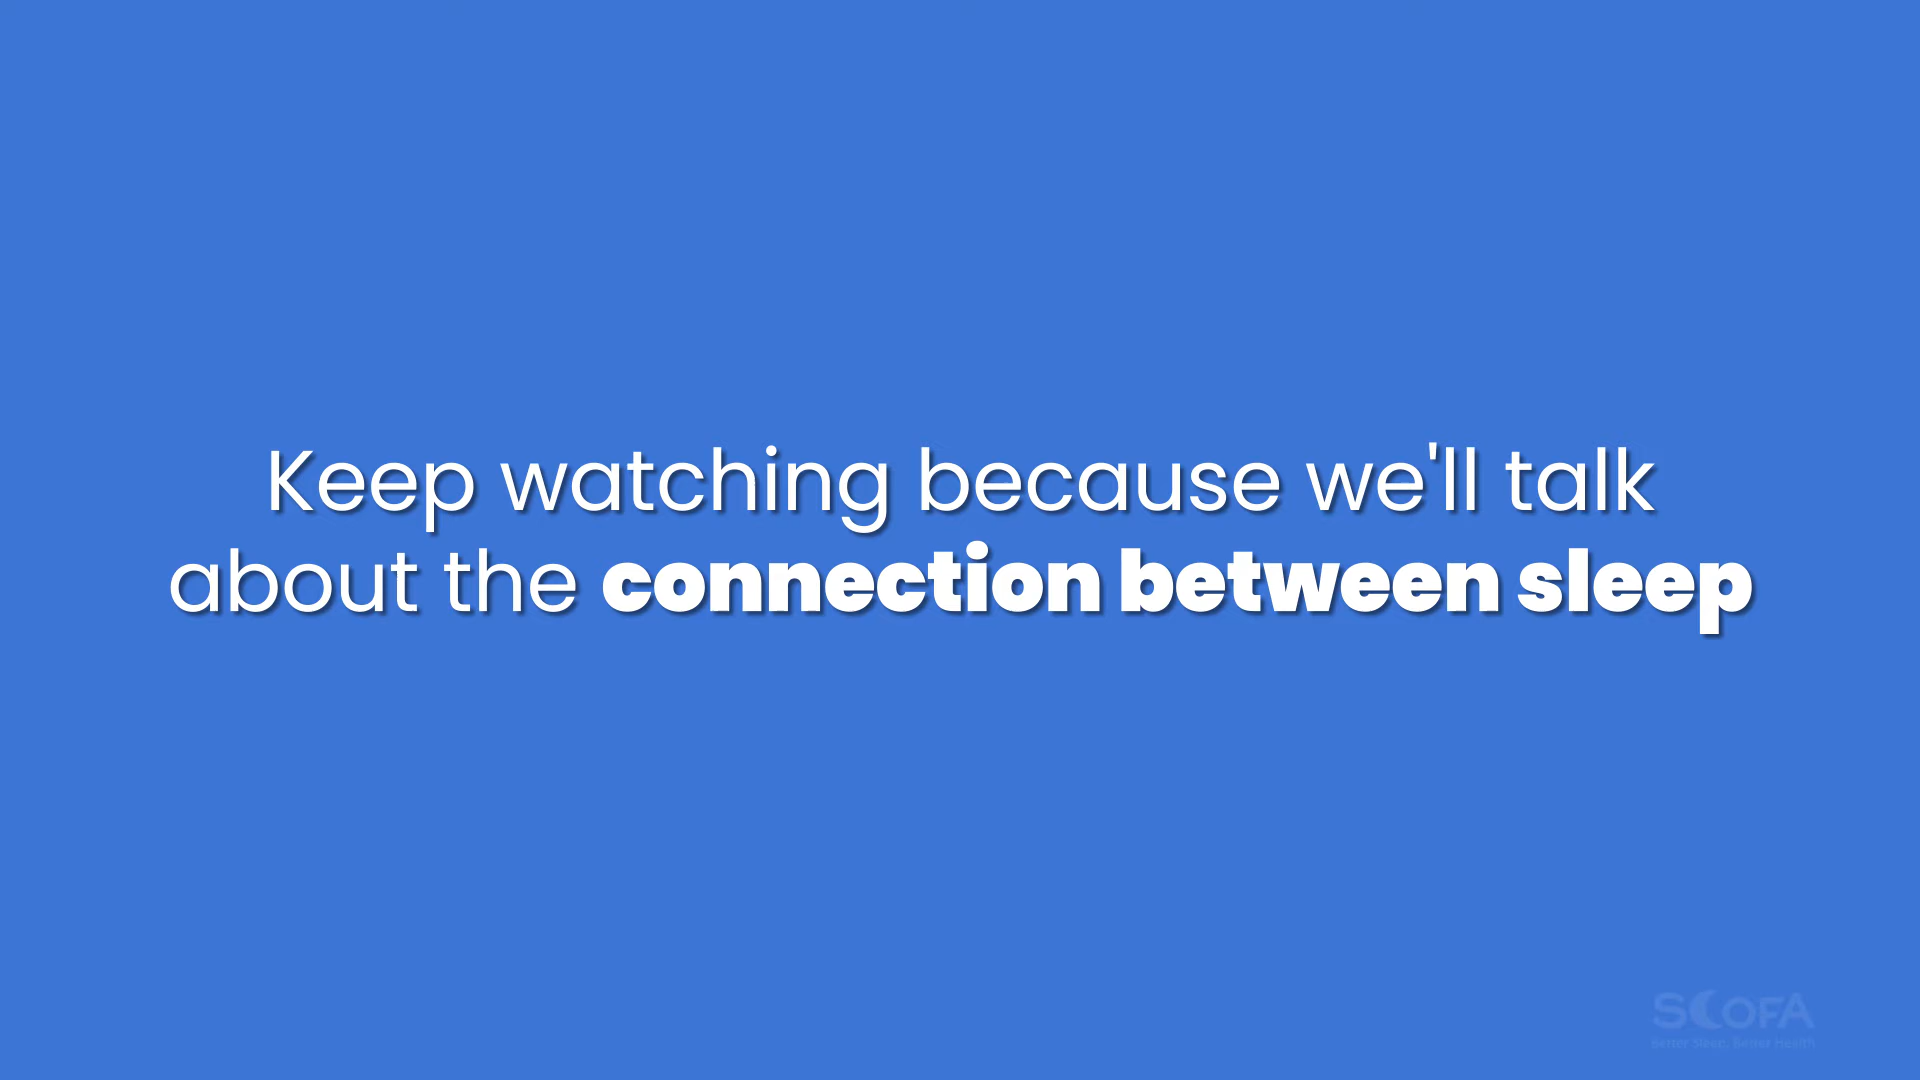 Keep watching because we'll talk
about the connection between sleep
SCOFA
Better Sleep, Better Health